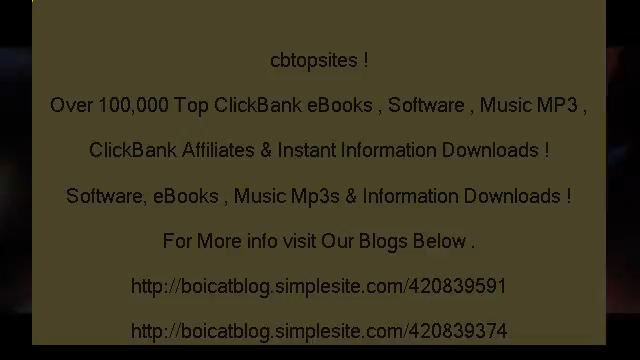 cbtopsites !
Over 100,000 Top ClickBank eBooks , Software , Music MP3 ,
ClickBank Affiliates & Instant Information Downloads !
Software, eBooks , Music Mp3s & Information Downloads !
For More info visit Our Blogs Below .
http://boicatblog.simplesite.com/420839591
http://boicatblog.simplesite.com/420839374